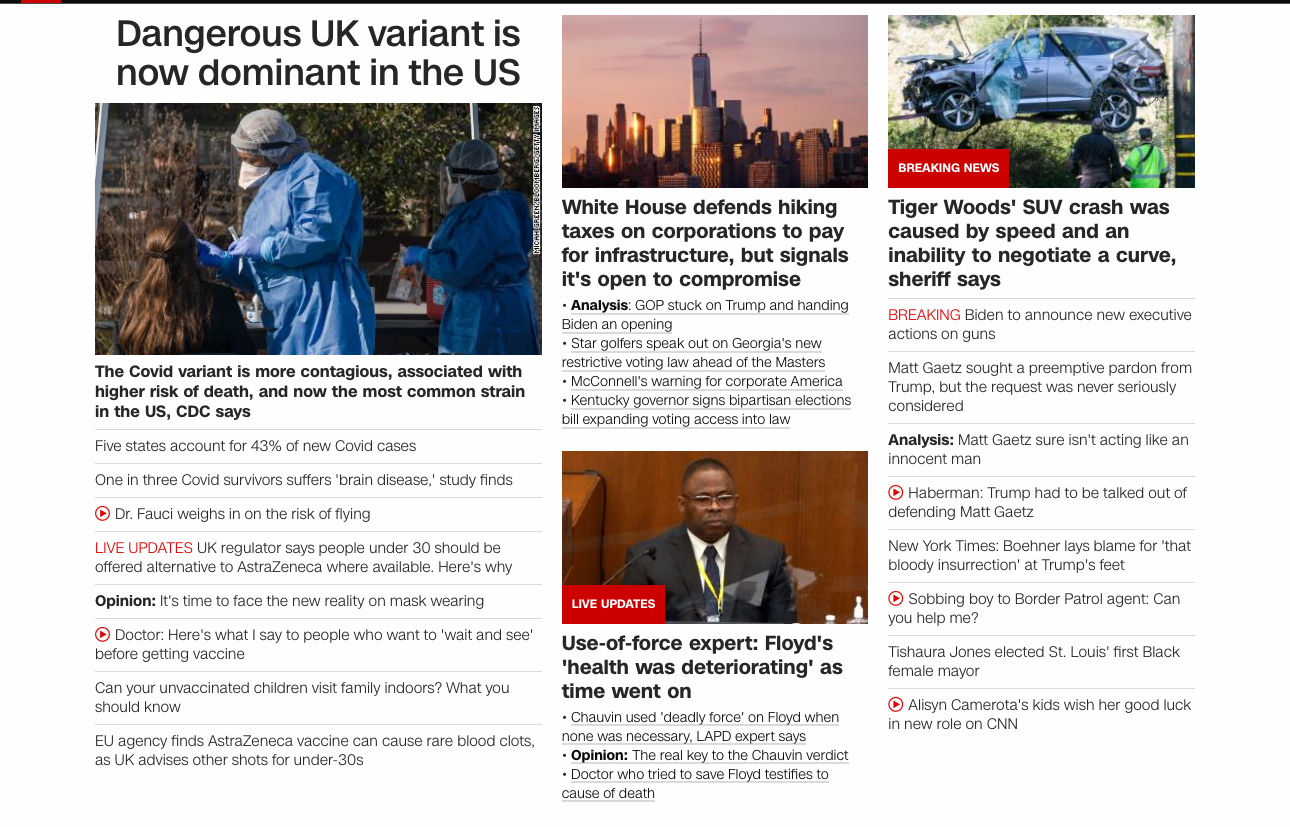 Dangerous UK variant is
now dominant in the US
MICAH GREEN/BLOOMBERG/GETTY IMAGES
The Covid variant is more contagious, associated with
higher risk of death, and now the most common strain
in the US, CDC says
Five states account for 43% of new Covid cases
One in three Covid survivors suffers 'brain disease,' study finds
Dr. Fauci weighs in on the risk of flying
LIVE UPDATES UK regulator says people under 30 should be
offered alternative to AstraZeneca where available. Here's why
Opinion: It's time to face the new reality on mask wearing
Doctor: Here's what I say to people who want to 'wait and see'
before getting vaccine
Can your unvaccinated children visit family indoors? What you
should know
EU agency finds AstraZeneca vaccine can cause rare blood clots,
as UK advises other shots for under-30s
White House defends hiking
taxes on corporations to pay
for infrastructure, but signals
it's open to compromise
• Analysis: GOP stuck on Trump and handing
Biden an opening
• Star golfers speak out on Georgia's new
restrictive voting law ahead of the Masters
• McConnell's warning for corporate America
• Kentucky governor signs bipartisan elections
bill expanding voting access into law
LIVE UPDATES
Use-of-force expert: Floyd's
'health was deteriorating' as
time went on
• Chauvin used 'deadly force' on Floyd when
none was necessary, LAPD expert says
• Opinion: The real key to the Chauvin verdict
• Doctor who tried to save Floyd testifies to
cause of death
BREAKING NEWS
Tiger Woods' SUV crash was
caused by speed and an
inability to negotiate a curve,
sheriff says
BREAKING Biden to announce new executive
actions on guns
Matt Gaetz sought a preemptive pardon from
Trump, but the request was never seriously
considered
Analysis: Matt Gaetz sure isn't acting like an
innocent man
Haberman: Trump had to be talked out of
defending Matt Gaetz
New York Times: Boehner lays blame for 'that
bloody insurrection' at Trump's feet
Sobbing boy to Border Patrol agent: Can
you help me?
Tishaura Jones elected St. Louis' first Black
female mayor
Alisyn Camerota's kids wish her good luck
in new role on CNN